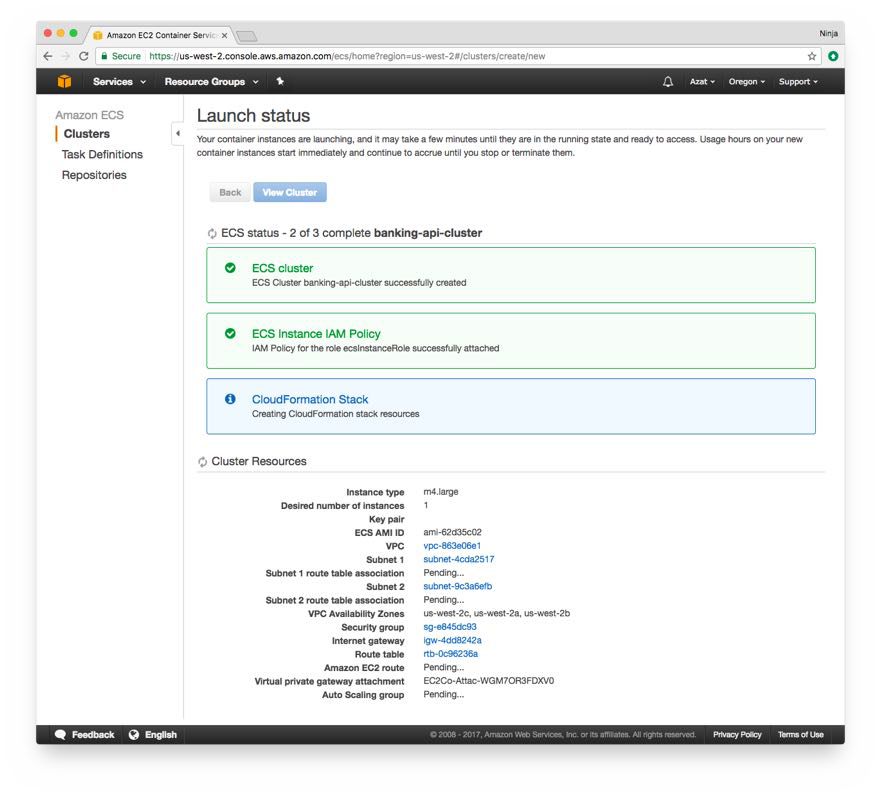 Amazon EC2 Container Servic
Ninja
Secure https://us-west-2.console.aws.amazon.com/ecs/home?region=us-west-2#/clusters/create/new
Services Resource Groups Azat Oregon Support
Amazon ECS
Clusters
Task Definitions
Repositories
Launch status
Your container instances are launching, and it may take a few minutes until they are in the running state and ready to access. Usage hours on your new
container instances start immediately and continue to accrue until you stop or terminate them.
Back View Cluster
ECS status - 2 of 3 complete banking-api-cluster
ECS cluster
ECS Cluster banking-api-cluster successfully created
ECS Instance IAM Policy
IAM Policy for the role ecsInstanceRole successfully attached
CloudFormation Stack
Creating CloudFormation stack resources
Cluster Resources
Instance type m4.large
Desired number of instances 1
Key pair
ECS AMI ID ami-62d35c02
VPC vpc-863e06e1
Subnet 1 subnet-4cda2517
Subnet 1 route table association Pending...
Subnet 2 subnet-9c3a6efb
Subnet 2 route table association Pending...
VPC Availability Zones us-west-2c, us-west-2a, us-west-2b
Security group sg-e845dc93
Internet gateway igw-4dd8242a
Route table rtb-0c96236a
Amazon EC2 route Pending...
Virtual private gateway attachment EC2Co-Attac-WGM7OR3FDXV0
Auto Scaling group Pending...
Feedback English © 2008 - 2017, Amazon Web Services, Inc. or its affiliates. All rights reserved. Privacy Policy Terms of Use